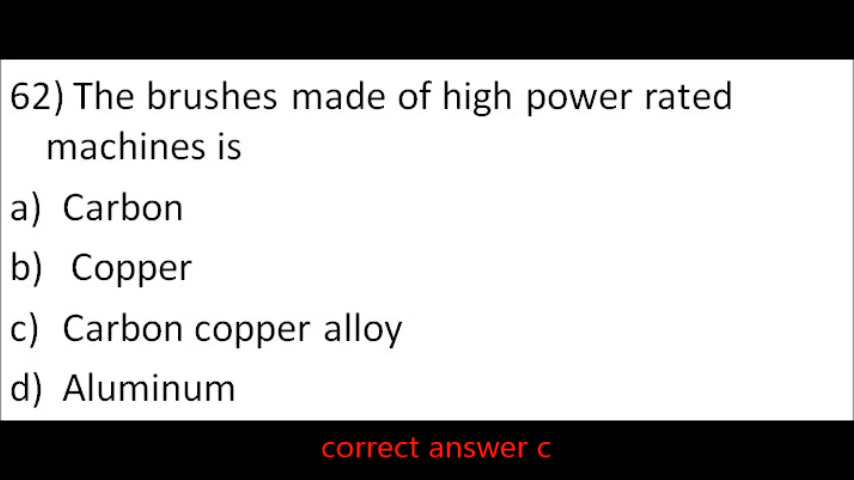 62) The brushes made of high power rated
machines is
a) Carbon
b) Copper
c) Carbon copper alloy
d) Aluminum
correct answer c